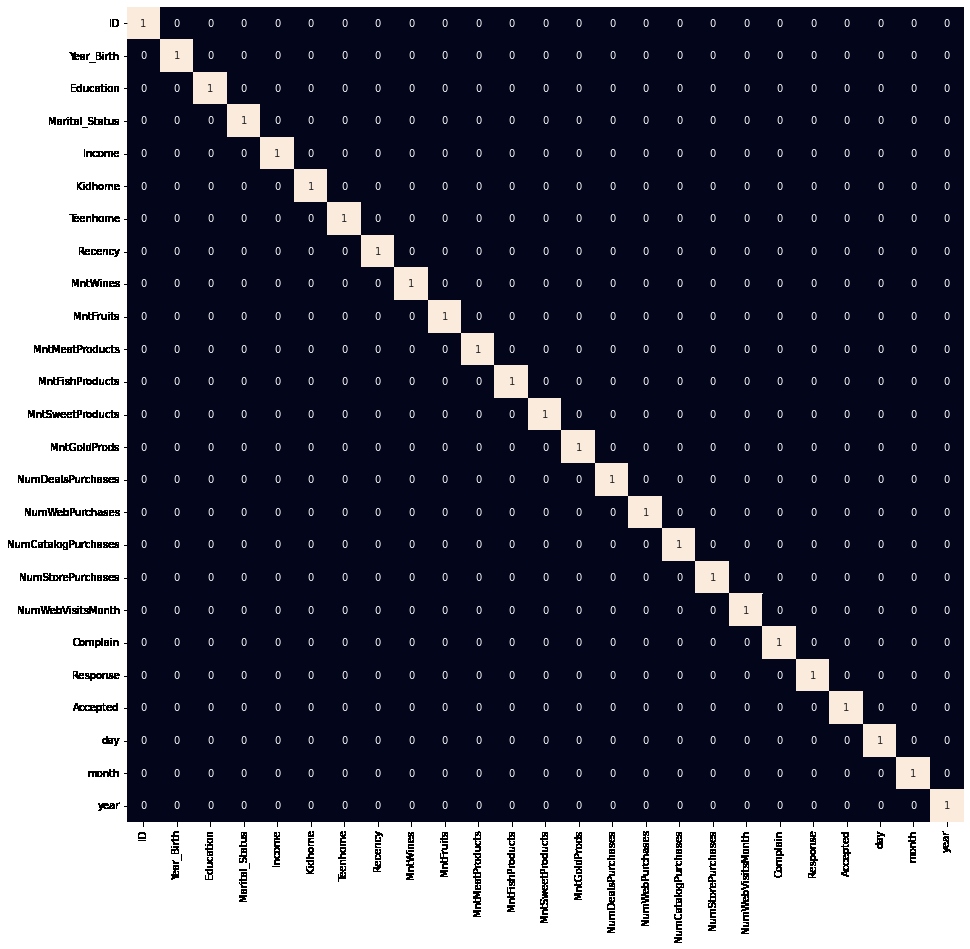 ID 1 0 0 0 0 0 0 0 0 0 0 0 0 0 0 0 0 0 0 0 0 0 0 0 0
Year_Birth 0 1 0 0 0 0 0 0 0 0 0 0 0 0 0 0 0 0 0 0 0 0 0 0 0
Education 0 0 1 0 0 0 0 0 0 0 0 0 0 0 0 0 0 0 0 0 0 0 0 0 0
Marital_Status 0 0 0 1 0 0 0 0 0 0 0 0 0 0 0 0 0 0 0 0 0 0 0 0 0
Income 0 0 0 0 1 0 0 0 0 0 0 0 0 0 0 0 0 0 0 0 0 0 0 0 0
Kidhome 0 0 0 0 0 1 0 0 0 0 0 0 0 0 0 0 0 0 0 0 0 0 0 0 0
Teenhome 0 0 0 0 0 0 1 0 0 0 0 0 0 0 0 0 0 0 0 0 0 0 0 0 0
Recency 0 0 0 0 0 0 0 1 0 0 0 0 0 0 0 0 0 0 0 0 0 0 0 0 0
MntWines 0 0 0 0 0 0 0 0 1 0 0 0 0 0 0 0 0 0 0 0 0 0 0 0 0
MntFruits 0 0 0 0 0 0 0 0 0 1 0 0 0 0 0 0 0 0 0 0 0 0 0 0 0
MntMeatProducts 0 0 0 0 0 0 0 0 0 0 1 0 0 0 0 0 0 0 0 0 0 0 0 0 0
MntFishProducts 0 0 0 0 0 0 0 0 0 0 0 1 0 0 0 0 0 0 0 0 0 0 0 0 0
MntSweetProducts 0 0 0 0 0 0 0 0 0 0 0 0 1 0 0 0 0 0 0 0 0 0 0 0 0
MntGoldProds 0 0 0 0 0 0 0 0 0 0 0 0 0 1 0 0 0 0 0 0 0 0 0 0 0
NumDealsPurchases 0 0 0 0 0 0 0 0 0 0 0 0 0 0 1 0 0 0 0 0 0 0 0 0 0
NumWebPurchases 0 0 0 0 0 0 0 0 0 0 0 0 0 0 0 1 0 0 0 0 0 0 0 0 0
NumCatalogPurchases 0 0 0 0 0 0 0 0 0 0 0 0 0 0 0 0 1 0 0 0 0 0 0 0 0
NumStorePurchases 0 0 0 0 0 0 0 0 0 0 0 0 0 0 0 0 0 1 0 0 0 0 0 0 0
NumWebVisitsMonth 0 0 0 0 0 0 0 0 0 0 0 0 0 0 0 0 0 0 1 0 0 0 0 0 0
Complain 0 0 0 0 0 0 0 0 0 0 0 0 0 0 0 0 0 0 0 1 0 0 0 0 0
Response 0 0 0 0 0 0 0 0 0 0 0 0 0 0 0 0 0 0 0 0 1 0 0 0 0
Accepted 0 0 0 0 0 0 0 0 0 0 0 0 0 0 0 0 0 0 0 0 0 1 0 0 0
day 0 0 0 0 0 0 0 0 0 0 0 0 0 0 0 0 0 0 0 0 0 0 1 0 0
month 0 0 0 0 0 0 0 0 0 0 0 0 0 0 0 0 0 0 0 0 0 0 0 1 0
year 0 0 0 0 0 0 0 0 0 0 0 0 0 0 0 0 0 0 0 0 0 0 0 0 1
ID
Year_Birth
Education
Marital_Status
Income
Kidhome
Teenhome
Recency
MntWines
MntFruits
MntMeatProducts
MntFishProducts
MntSweetProducts
MntGoldProds
NumDealsPurchases
NumWebPurchases
NumCatalogPurchases
NumStorePurchases
NumWebVisitsMonth
Complain
Response
Accepted
day
month
year